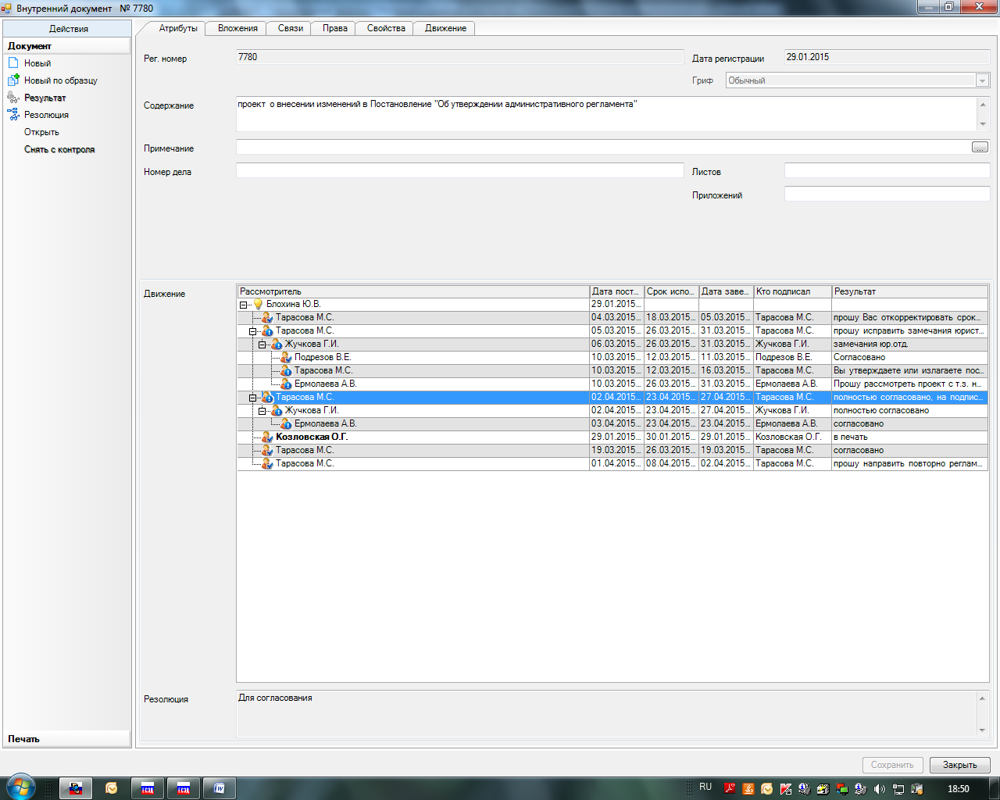 Внутренний документ № 7780
Действия
Документ
Новый
Новый по образцу
Результат
Резолюция
Открыть
Снять с контроля
Печать
Атрибуты Вложения Связи Права Свойства Движение
Рег. номер 7780 Дата регистрации 29.01.2015
Гриф Обычный
Содержание проект о внесении изменений в Постановление "Об утверждении административного регламента"
Примечание ...
Номер дела Листов
Приложений
Движение
Рассмотритель Дата пост... Срок испо... Дата заве... Кто подписал Результат
Блохина Ю.В. 29.01.2015...
Тарасова М.С. 04.03.2015... 18.03.2015... 05.03.2015... Тарасова М.С. прошу Вас откорректировать срок...
Тарасова М.С. 05.03.2015... 26.03.2015... 31.03.2015... Тарасова М.С. прошу исправить замечания юрист...
Жучкова Г.И. 06.03.2015... 26.03.2015... 31.03.2015... Жучкова Г.И. замечания юр.отд.
Подрезов В.Е. 10.03.2015... 12.03.2015... 11.03.2015... Подрезов В.Е. Согласовано
Тарасова М.С. 10.03.2015... 12.03.2015... 16.03.2015... Тарасова М.С. Вы утверждаете или излагаете пос...
Ермолаева А.В. 10.03.2015... 26.03.2015... 31.03.2015... Ермолаева А.В. Прошу рассмотреть проект с т.з. н...
Тарасова М.С. 02.04.2015... 23.04.2015... 27.04.2015... Тарасова М.С. полностью согласовано, на подпис...
Жучкова Г.И. 02.04.2015... 23.04.2015... 27.04.2015... Жучкова Г.И. полностью согласовано
Ермолаева А.В. 03.04.2015... 23.04.2015... 23.04.2015... Ермолаева А.В. согласовано
Козловская О.Г. 29.01.2015... 30.01.2015... 29.01.2015... Козловская О.Г. в печать
Тарасова М.С. 19.03.2015... 26.03.2015... 19.03.2015... Тарасова М.С. согласовано
Тарасова М.С. 01.04.2015... 08.04.2015... 02.04.2015... Тарасова М.С. прошу направить повторно реглам...
Резолюция Для согласования
Сохранить Закрыть
ЕСЭД ЕСЭД W RU 18:50